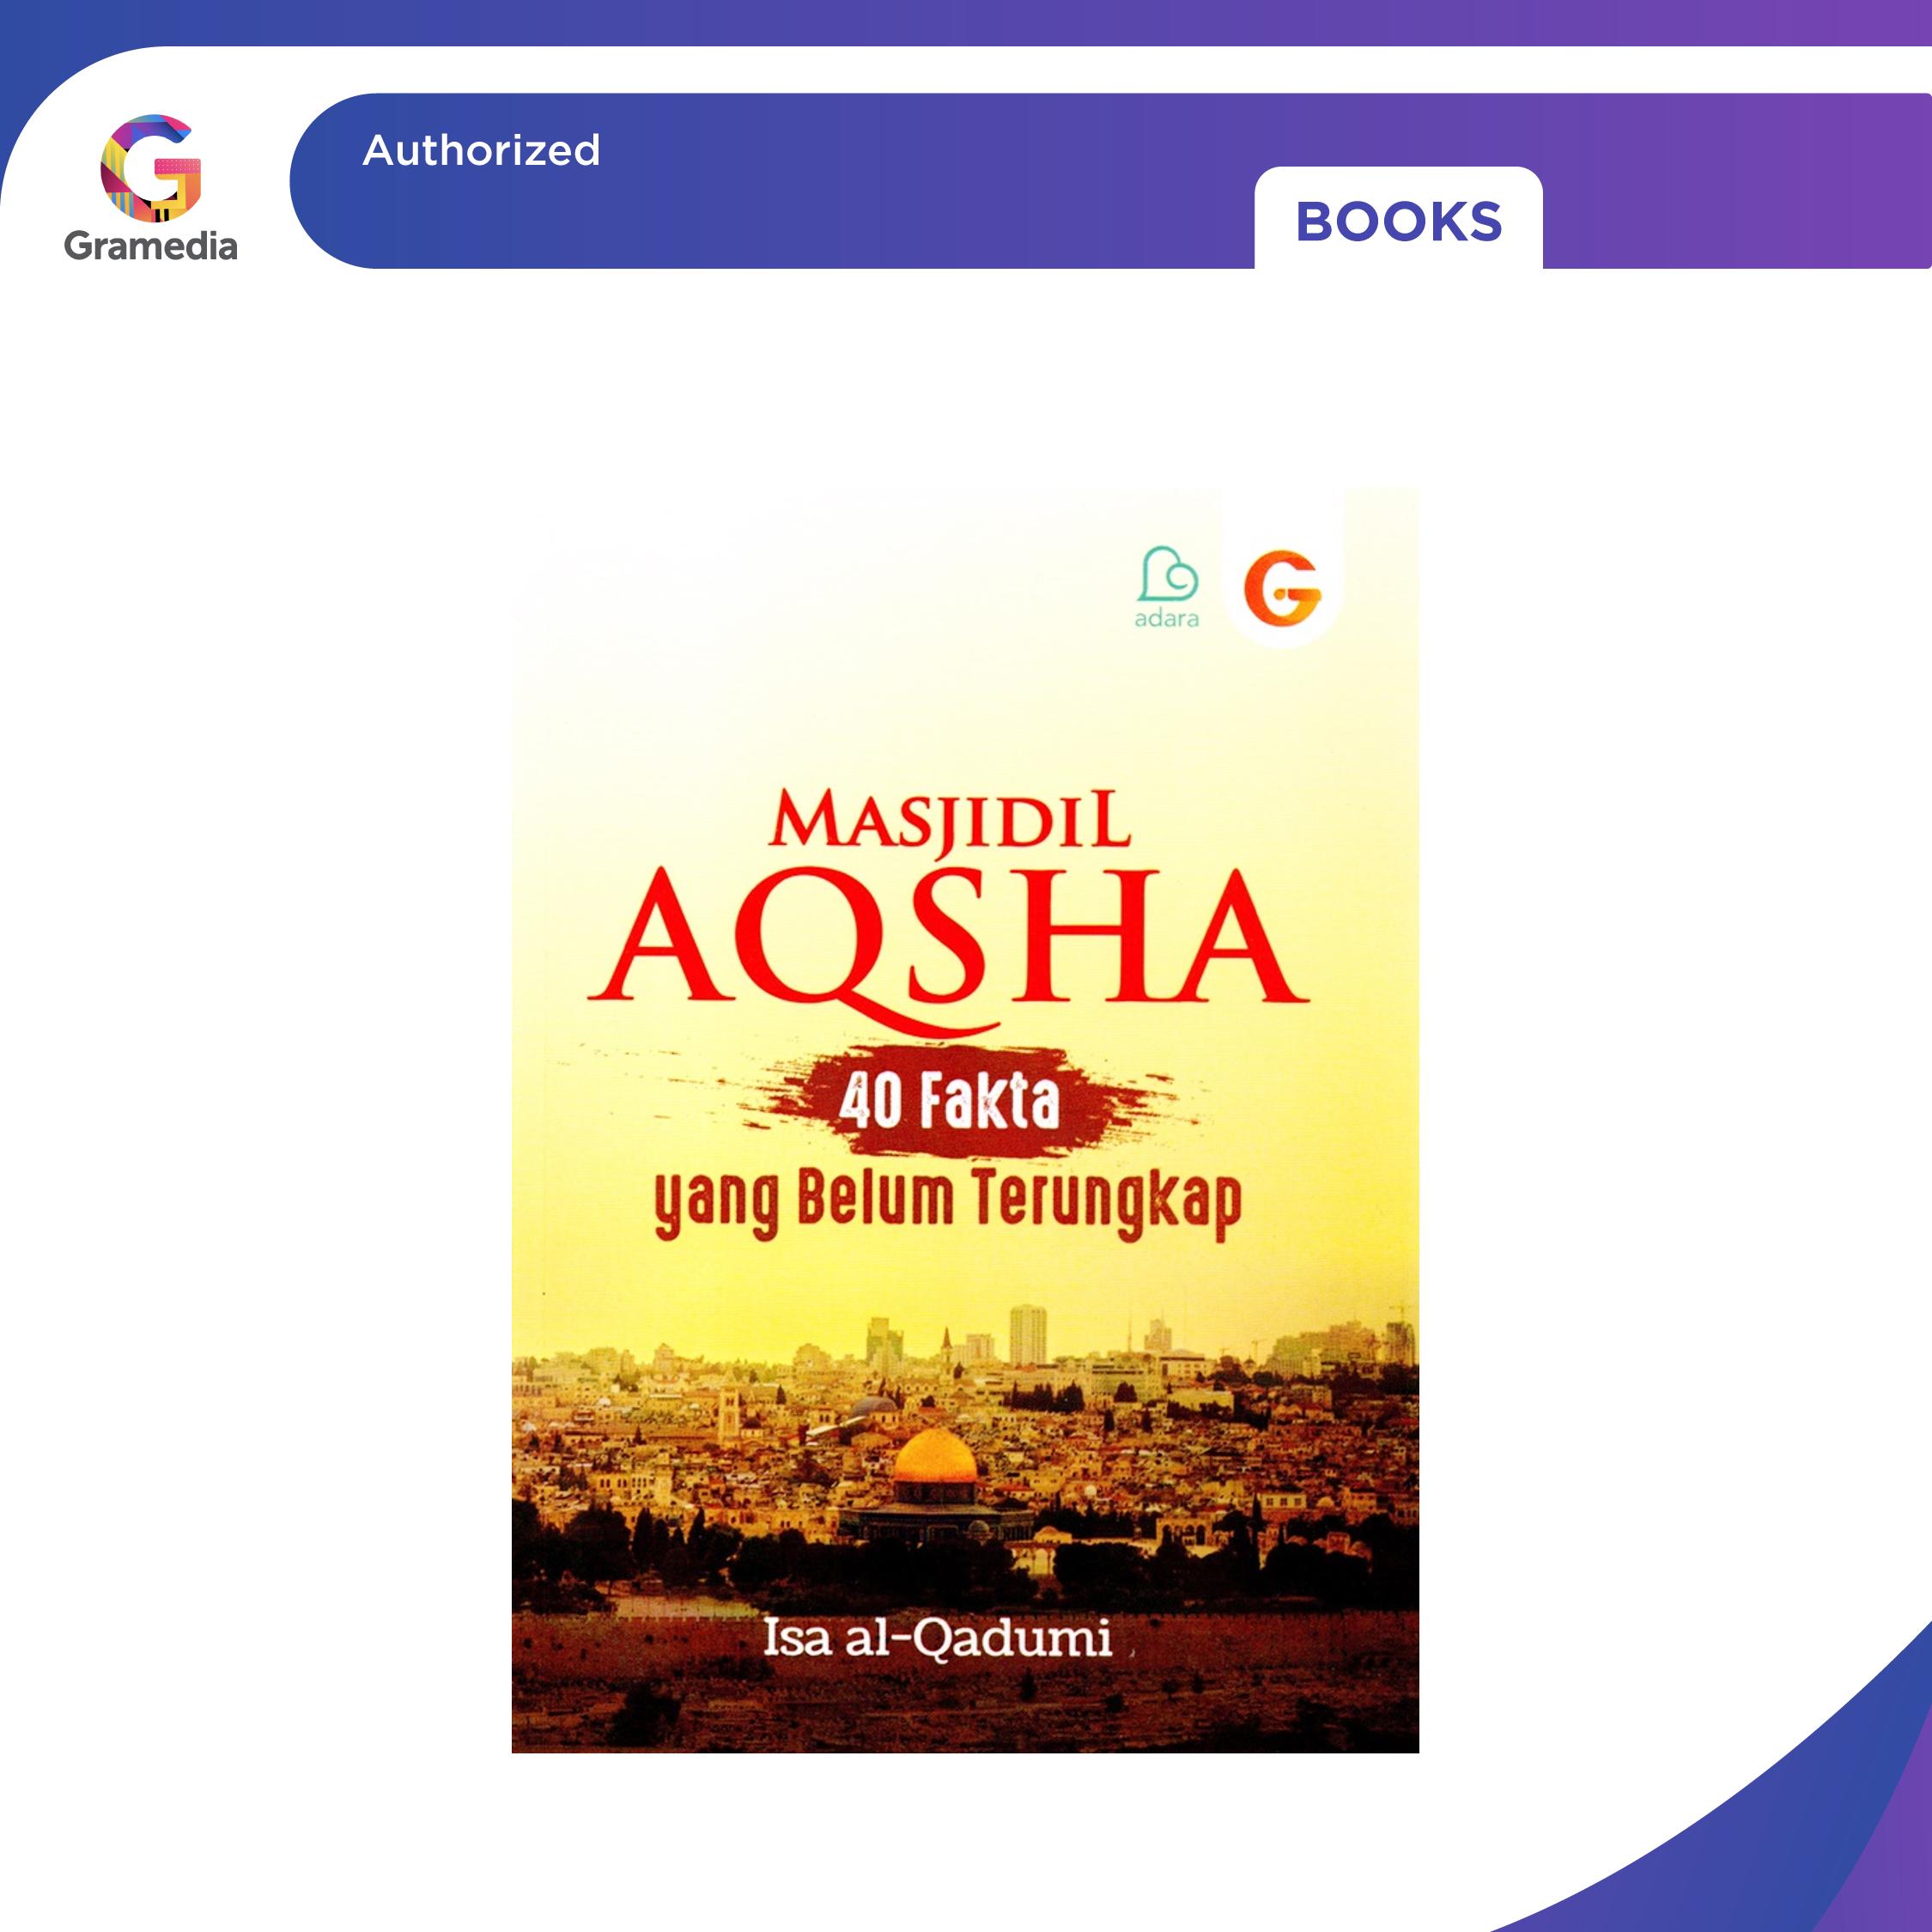 Gramedia
Authorized
BOOKS
adara
G
MASJIDIL
AQSHA
40 Fakta
yang Belum Terungkap
Isa al-Qadumi